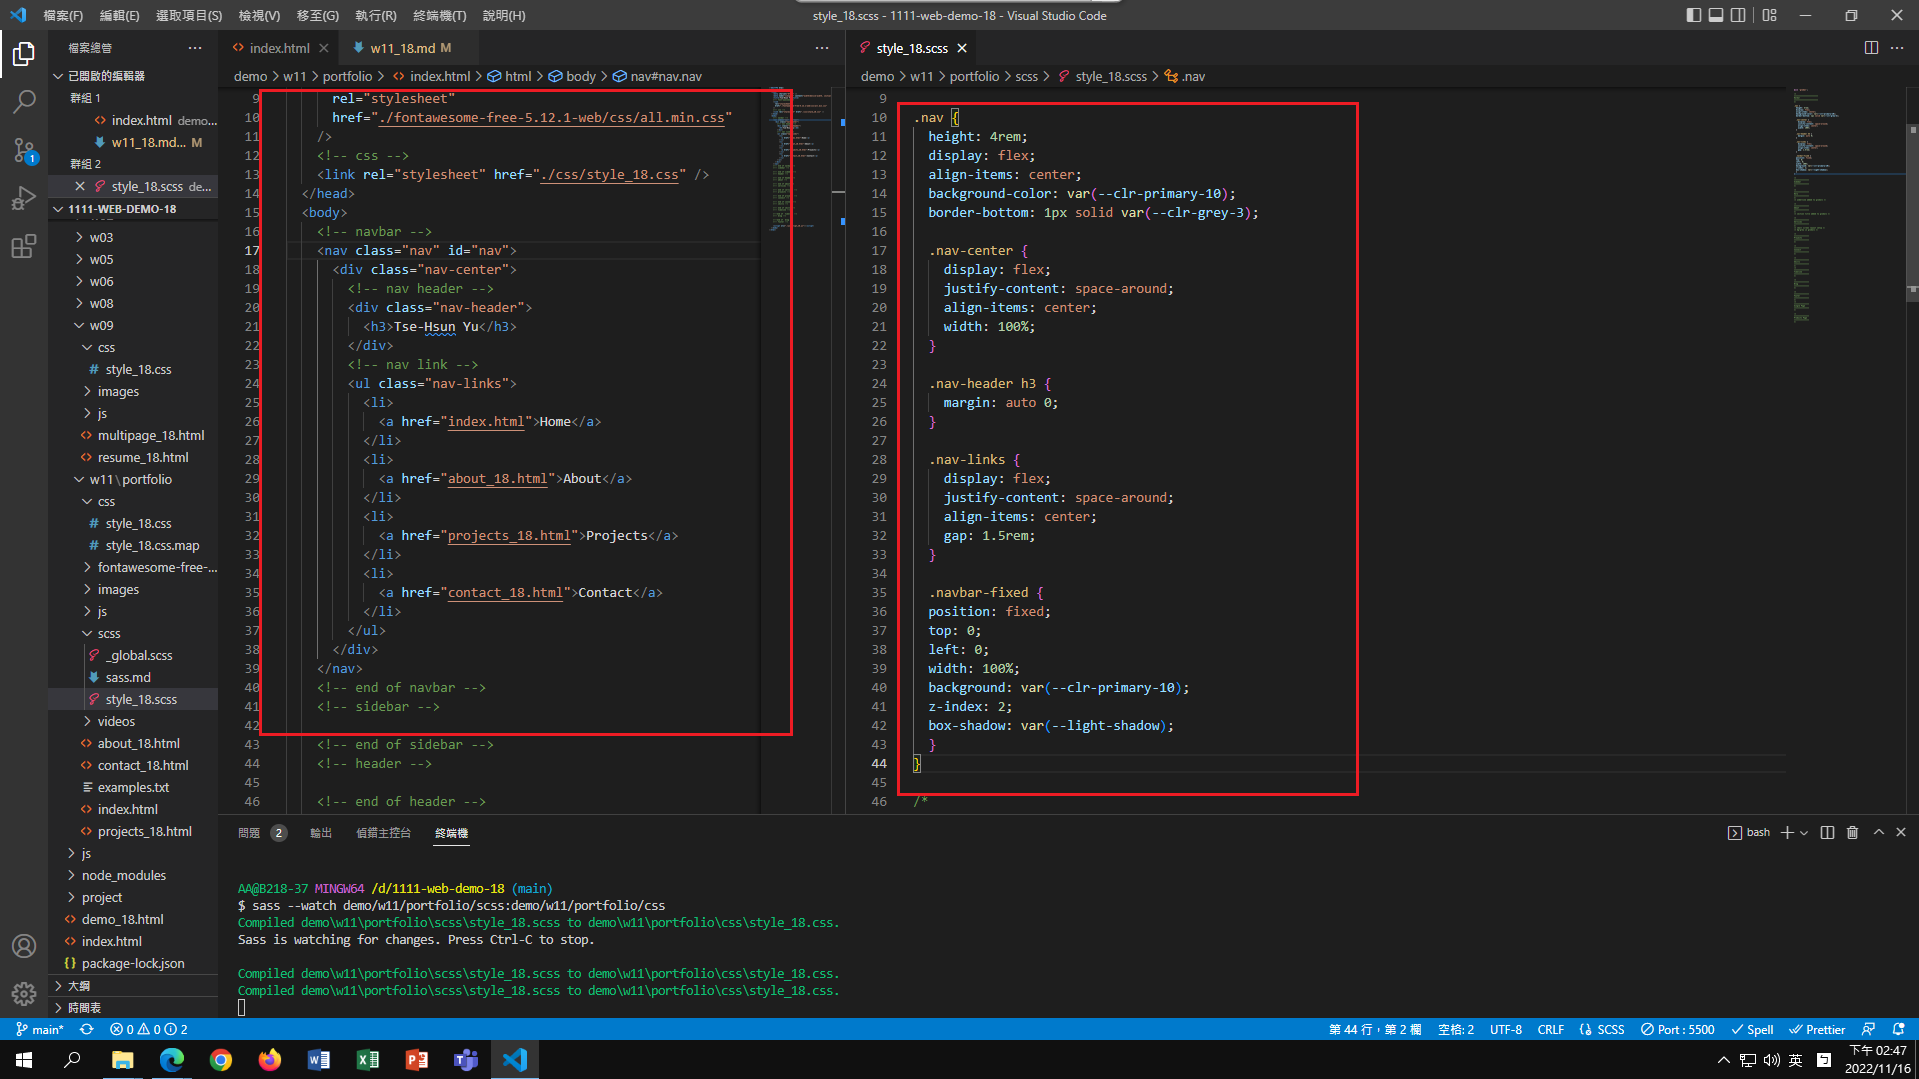 檔案(F) 編輯(E) 選取項目(S) 檢視(V) 移至(G) 執行(R) 終端機(T) 說明(H)
style_18.scss - 1111-web-demo-18 - Visual Studio Code
檔案總管
已開啟的編輯器
群組 1
index.html demo...
w11_18.md... M
群組 2
style_18.scss de...
1111-WEB-DEMO-18
w03
w05
w06
w08
w09
css
style_18.css
images
js
multipage_18.html
resume_18.html
w11\portfolio
css
style_18.css
style_18.css.map
fontawesome-free-...
images
js
scss
_global.scss
sass.md
style_18.scss
videos
about_18.html
contact_18.html
examples.txt
index.html
projects_18.html
js
node_modules
project
demo_18.html
index.html
package-lock.json
大綱
時間表
1
index.html
w11_18.md M
demo > w11 > portfolio > index.html > html > body > nav#nav.nav
9 rel="stylesheet"
10 href="./fontawesome-free-5.12.1-web/css/all.min.css"
11 />
12 <!-- css -->
13 <link rel="stylesheet" href="./css/style_18.css" />
14 </head>
15 <body>
16 <!-- navbar -->
17 <nav class="nav" id="nav">
18 <div class="nav-center">
19 <!-- nav header -->
20 <div class="nav-header">
21 <h3>Tse-Hsun Yu</h3>
22 </div>
23 <!-- nav link -->
24 <ul class="nav-links">
25 <li>
26 <a href="index.html">Home</a>
27 </li>
28 <li>
29 <a href="about_18.html">About</a>
30 </li>
31 <li>
32 <a href="projects_18.html">Projects</a>
33 </li>
34 <li>
35 <a href="contact_18.html">Contact</a>
36 </li>
37 </ul>
38 </div>
39 </nav>
40 <!-- end of navbar -->
41 <!-- sidebar -->
42
43 <!-- end of sidebar -->
44 <!-- header -->
45
46 <!-- end of header -->
style_18.scss
demo > w11 > portfolio > scss > style_18.scss > .nav
9
10 .nav {
11 height: 4rem;
12 display: flex;
13 align-items: center;
14 background-color: var(--clr-primary-10);
15 border-bottom: 1px solid var(--clr-grey-3);
16
17 .nav-center {
18 display: flex;
19 justify-content: space-around;
20 align-items: center;
21 width: 100%;
22 }
23
24 .nav-header h3 {
25 margin: auto 0;
26 }
27
28 .nav-links {
29 display: flex;
30 justify-content: space-around;
31 align-items: center;
32 gap: 1.5rem;
33 }
34
35 .navbar-fixed {
36 position: fixed;
37 top: 0;
38 left: 0;
39 width: 100%;
40 background: var(--clr-primary-10);
41 z-index: 2;
42 box-shadow: var(--light-shadow);
43 }
44 }
45
46 /*
問題 2 輸出 偵錯主控台 終端機
bash
AA@B218-37 MINGW64 /d/1111-web-demo-18 (main)
$ sass --watch demo/w11/portfolio/scss:demo/w11/portfolio/css
Compiled demo\w11\portfolio\scss\style_18.scss to demo\w11\portfolio\css\style_18.css.
Sass is watching for changes. Press Ctrl-C to stop.
Compiled demo\w11\portfolio\scss\style_18.scss to demo\w11\portfolio\css\style_18.css.
Compiled demo\w11\portfolio\scss\style_18.scss to demo\w11\portfolio\css\style_18.css.
main* 0 0 2
第 44 行，第 2 欄 空格: 2 UTF-8 CRLF SCSS Port : 5500 Spell Prettier
英
下午 02:47
2022/11/16